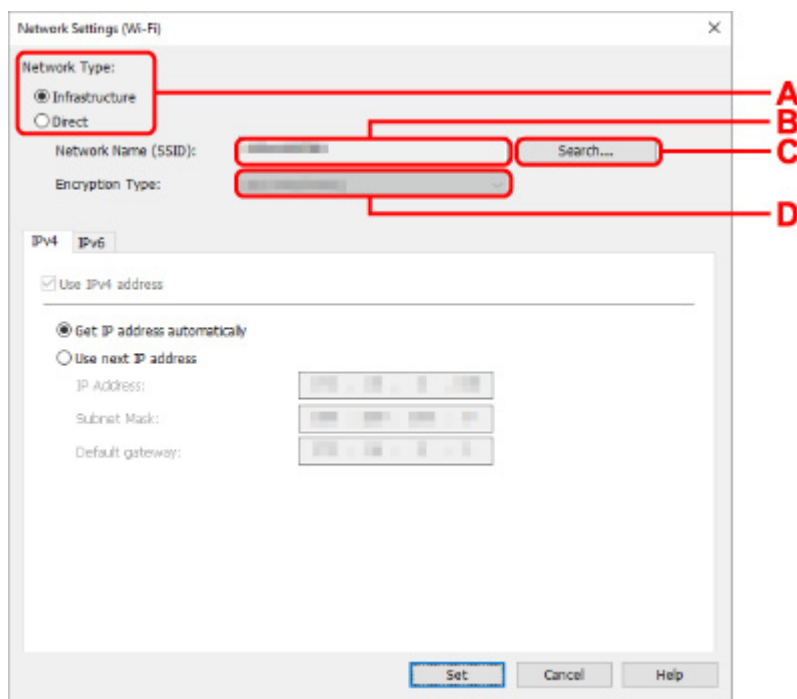 Network Settings (Wi-Fi)
Network Type:
Infrastructure
A
Direct
B
Network Name (SSID):
Search...
C
Encryption Type:
D
IPv4 IPv6
Use IPv4 address
Get IP address automatically
Use next IP address
IP Address:
Subnet Mask:
Default gateway:
Set Cancel Help